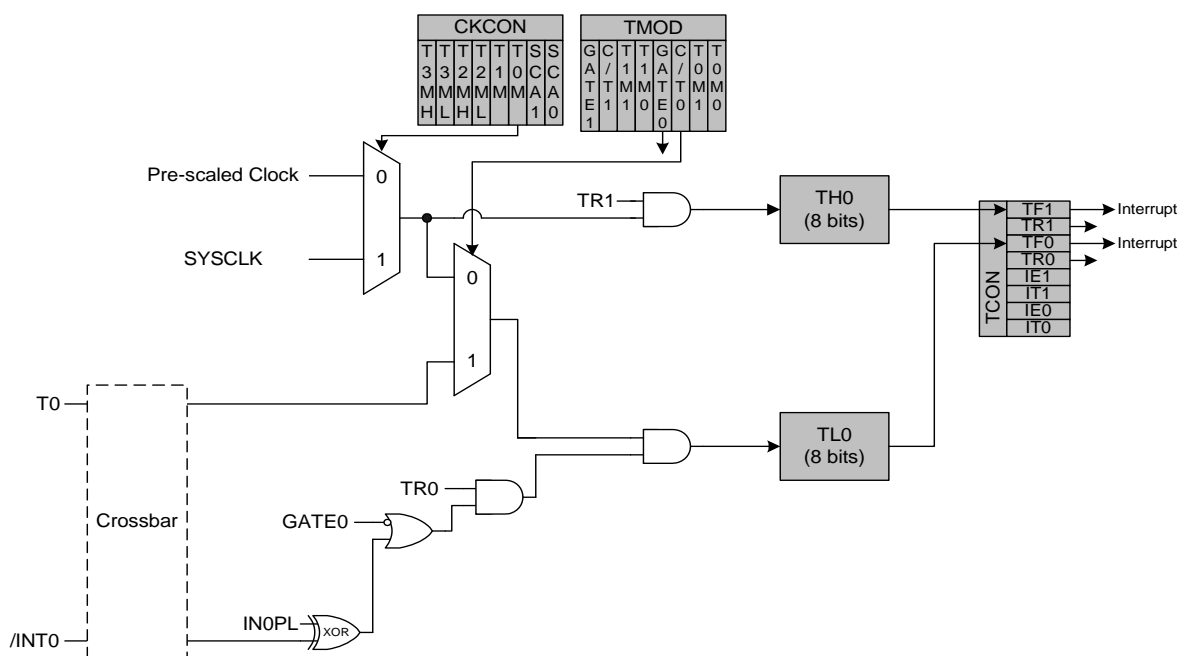 CKCON
T3MH T3ML T2MH T2ML T1M T0M SCA1 SCA0
TMOD
GATE1 C/T1 T1M1 T1M0 GATE0 C/T0 T0M1 T0M0
Pre-scaled Clock
0
SYSCLK
1
TR1
TH0
(8 bits)
TCON
TF1
TR1
TF0
TR0
IE1
IT1
IE0
IT0
Interrupt
Interrupt
0
1
T0
Crossbar
/INT0
TL0
(8 bits)
TR0
GATE0
IN0PL
XOR